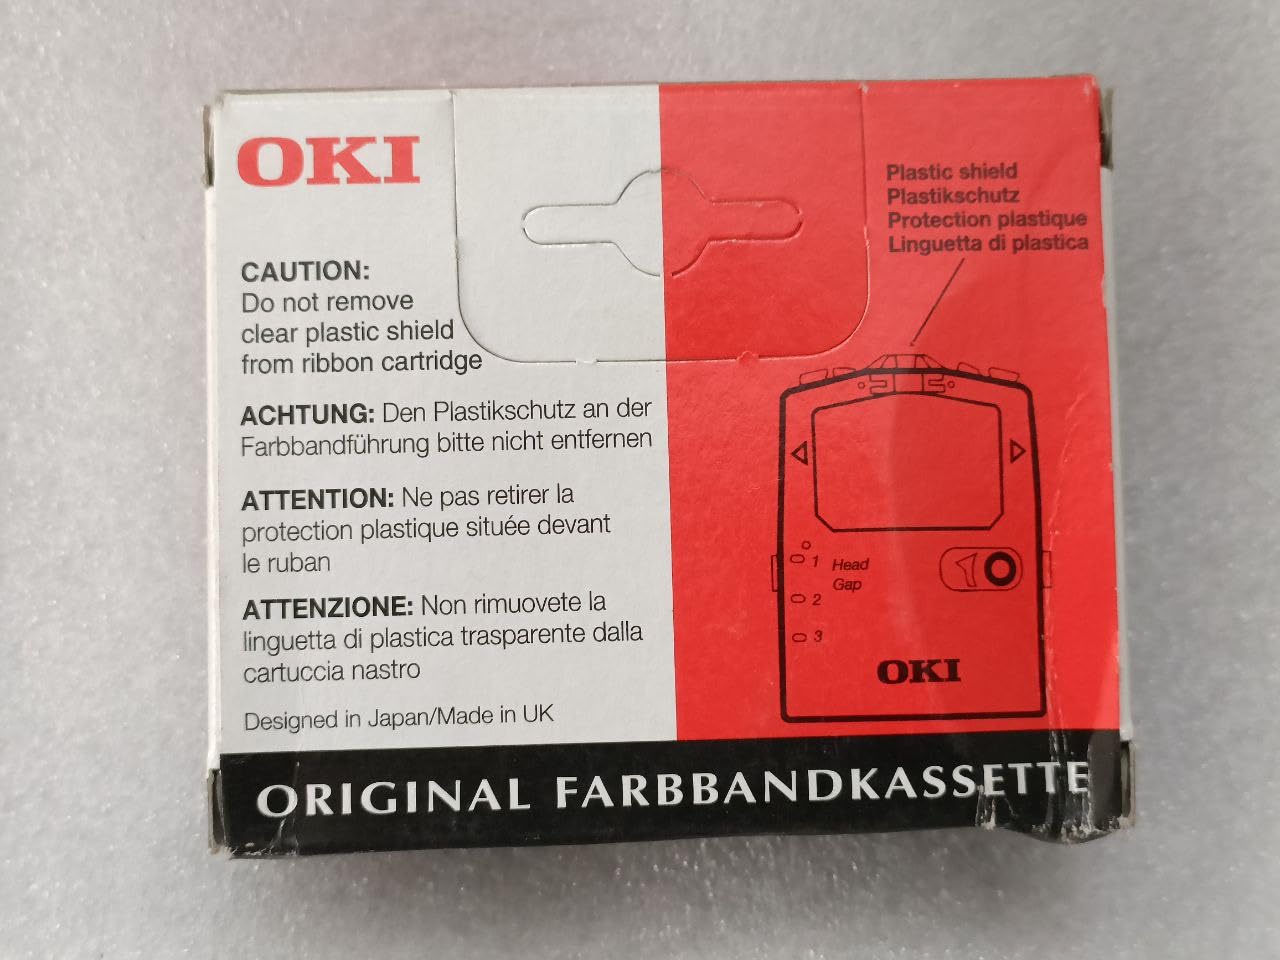 OKI
CAUTION:
Do not remove
clear plastic shield
from ribbon cartridge
ACHTUNG: Den Plastikschutz an der
Farbbandführung bitte nicht entfernen
ATTENTION: Ne pas retirer la
protection plastique située devant
le ruban
ATTENZIONE: Non rimuovete la
linguetta di plastica trasparente dalla
cartuccia nastro
Designed in Japan/Made in UK
Plastic shield
Plastikschutz
Protection plastique
Linguetta di plastica
1 Head
Gap
2
3
OKI
ORIGINAL FARBBANDKASSETTE